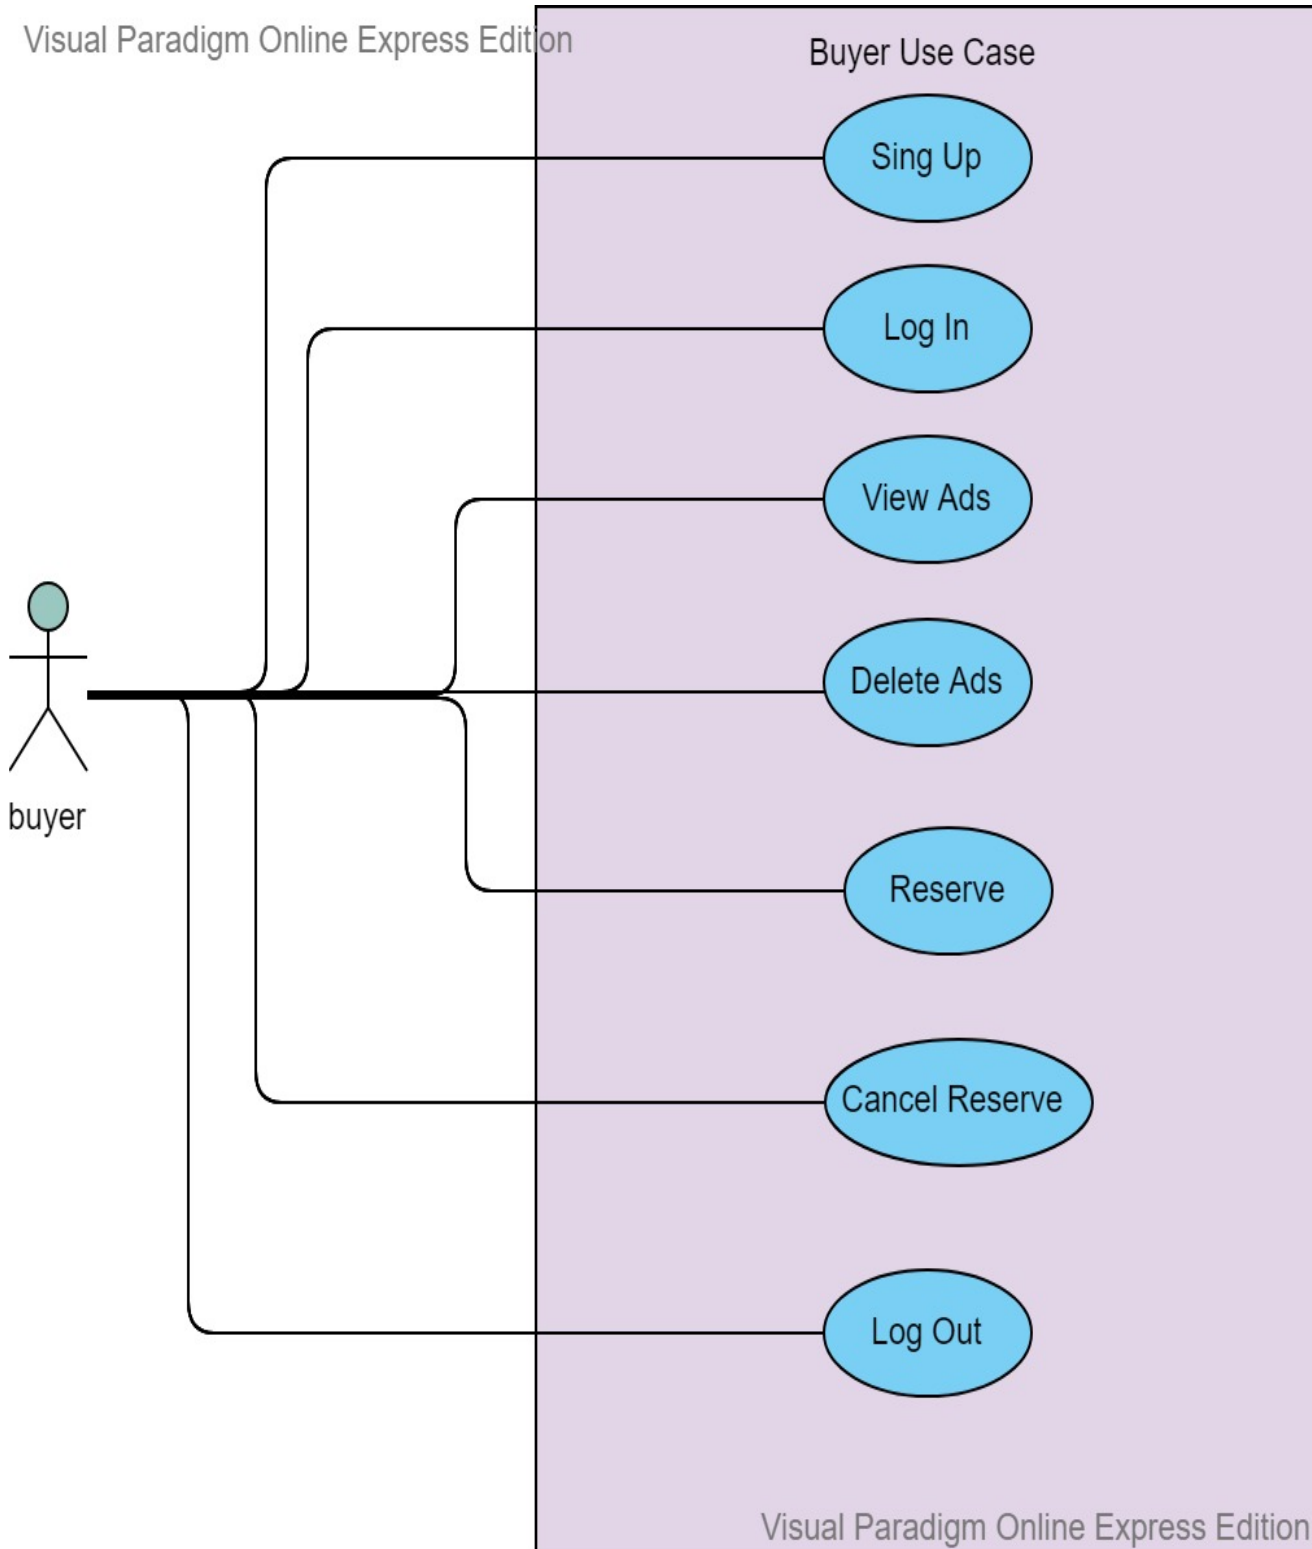 Visual Paradigm Online Express Edition
Buyer Use Case
Sing Up
Log In
View Ads
Delete Ads
buyer
Reserve
Cancel Reserve
Log Out
Visual Paradigm Online Express Edition